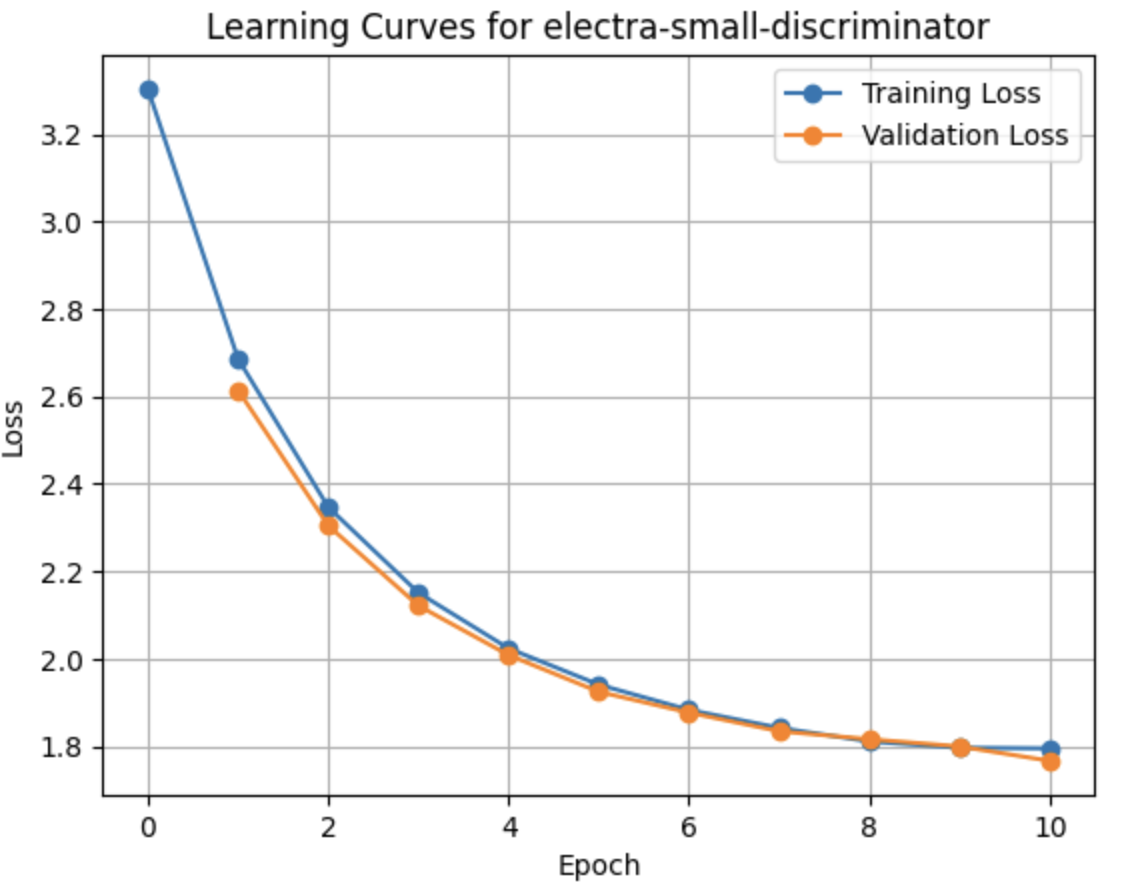 Learning Curves for electra-small-discriminator
Training Loss
Validation Loss
3.2
3.0
2.8
2.6
2.4
2.2
2.0
1.8
Loss
0 2 4 6 8 10
Epoch